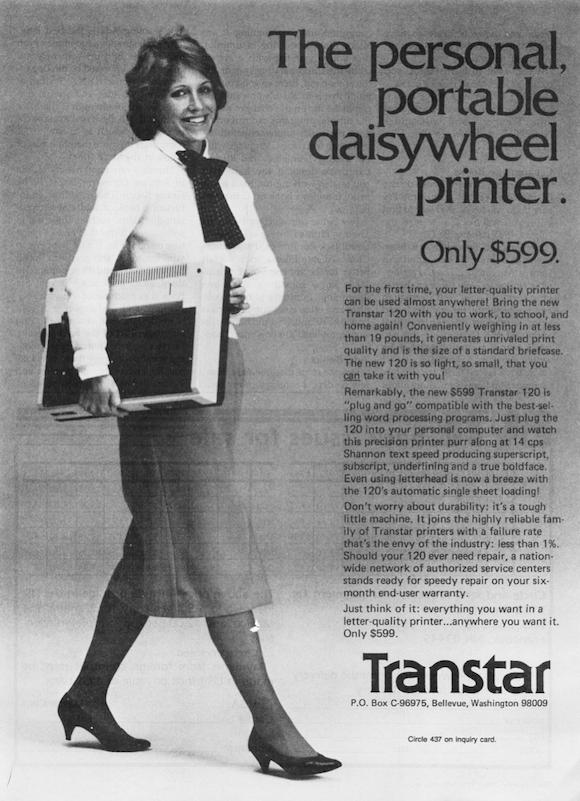 The personal,
portable
daisywheel
printer.
Only $599.
For the first time, your letter-quality printer
can be used almost anywhere! Bring the new
Transtar 120 with you to work, to school, and
home again! Conveniently weighing in at less
than 19 pounds, it generates unrivaled print
quality and is the size of a standard briefcase.
The new 120 is so light, so small, that you
can take it with you!
Remarkably, the new $599 Transtar 120 is
"plug and go" compatible with the best-sel-
ling word processing programs. Just plug the
120 into your personal computer and watch
this precision printer purr along at 14 cps
Shannon text speed producing superscript,
subscript, underlining and a true boldface.
Even using letterhead is now a breeze with
the 120's automatic single sheet loading!
Don't worry about durability: it's a tough
little machine. It joins the highly reliable fam-
ily of Transtar printers with a failure rate
that's the envy of the industry: less than 1%.
Should your 120 ever need repair, a nation-
wide network of authorized service centers
stands ready for speedy repair on your six-
month end-user warranty.
Just think of it: everything you want in a
letter-quality printer...anywhere you want it.
Only $599.
Transtar
P.O. Box C-96975, Bellevue, Washington 98009
Circle 437 on inquiry card.